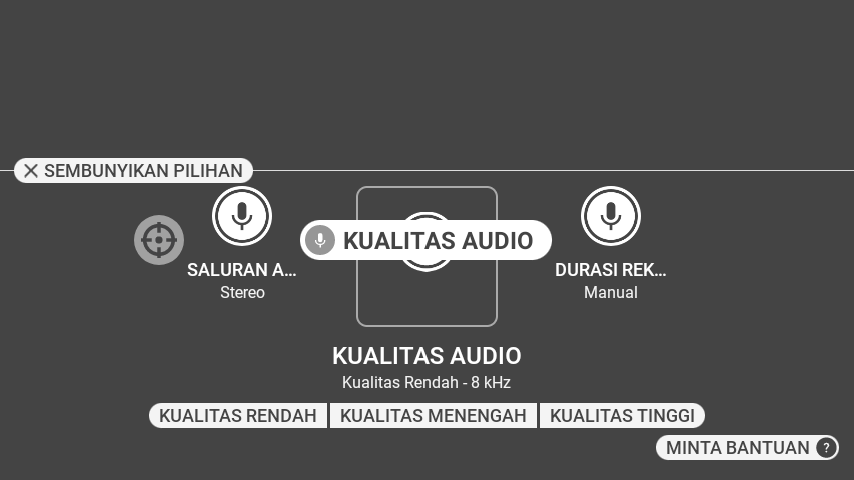 SEMBUNYIKAN PILIHAN
KUALITAS AUDIO
SALURAN A...
Stereo
DURASI REK...
Manual
KUALITAS AUDIO
Kualitas Rendah - 8 kHz
KUALITAS RENDAH
KUALITAS MENENGAH
KUALITAS TINGGI
MINTA BANTUAN ?